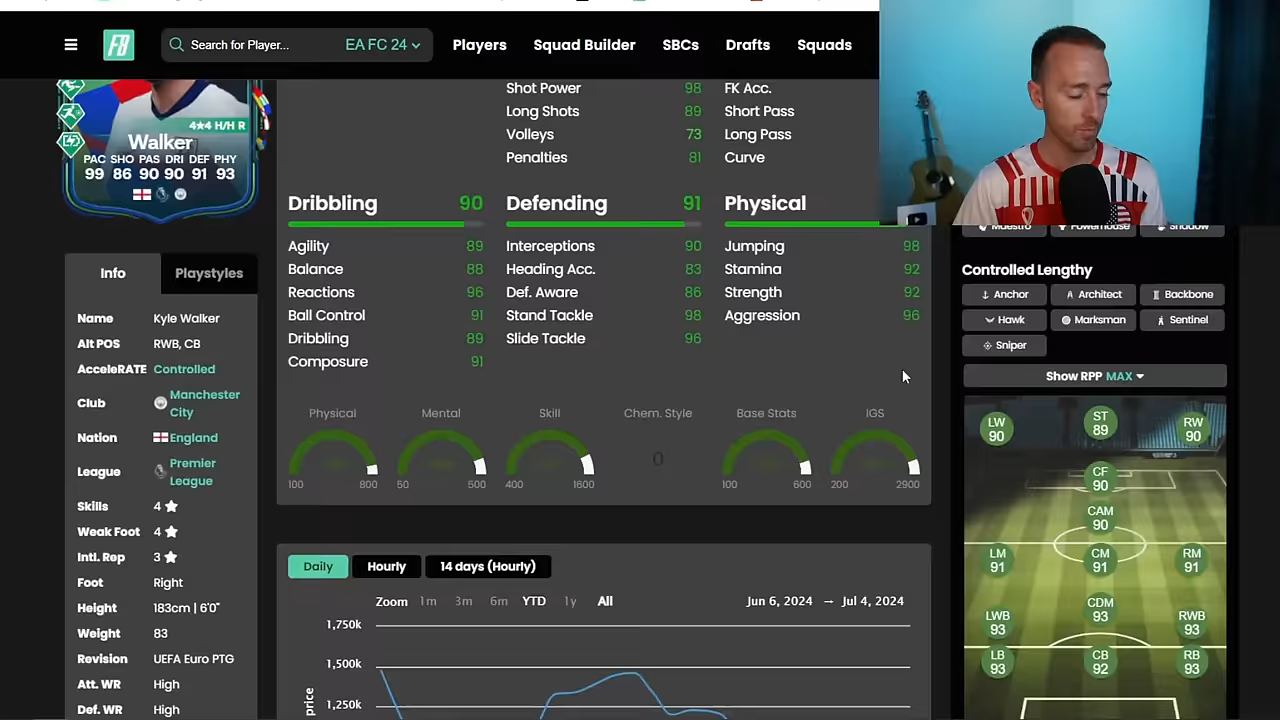 FB
Search for Player...
EA FC 24
Players
Squad Builder
SBCs
Drafts
Squads
4★4 H/H R
Walker
PAC SHO PAS DRI DEF PHY
99 86 90 90 91 93
Shot Power 98
Long Shots 89
Volleys 73
Penalties 81
FK Acc.
Short Pass
Long Pass
Curve
Dribbling 90
Agility 89
Balance 88
Reactions 96
Ball Control 91
Dribbling 89
Composure 91
Defending 91
Interceptions 90
Heading Acc. 83
Def. Aware 86
Stand Tackle 98
Slide Tackle 96
Physical
Jumping 98
Stamina 92
Strength 92
Aggression 96
Physical
100 800
Mental
50 500
Skill
400 1600
Chem. Style
0
Base Stats
100 600
IGS
200 2900
Info
Playstyles
Name Kyle Walker
Alt POS RWB, CB
AcceleRATE Controlled
Club Manchester
City
Nation England
League Premier
League
Skills 4 ★
Weak Foot 4 ★
Intl. Rep 3 ★
Foot Right
Height 183cm | 6'0"
Weight 83
Revision UEFA Euro PTG
Att. WR High
Def. WR High
Daily
Hourly
14 days (Hourly)
Zoom 1m 3m 6m YTD 1y All
Jun 6, 2024 → Jul 4, 2024
1,750k
1,500k
1,250k
price
Maestro
Powerhouse
Shadow
Controlled Lengthy
Anchor
Architect
Backbone
Hawk
Marksman
Sentinel
Sniper
Show RPP MAX
LW
90
ST
89
RW
90
CF
90
CAM
90
LM
91
CM
91
RM
91
LWB
93
CDM
93
RWB
93
LB
93
CB
92
RB
93